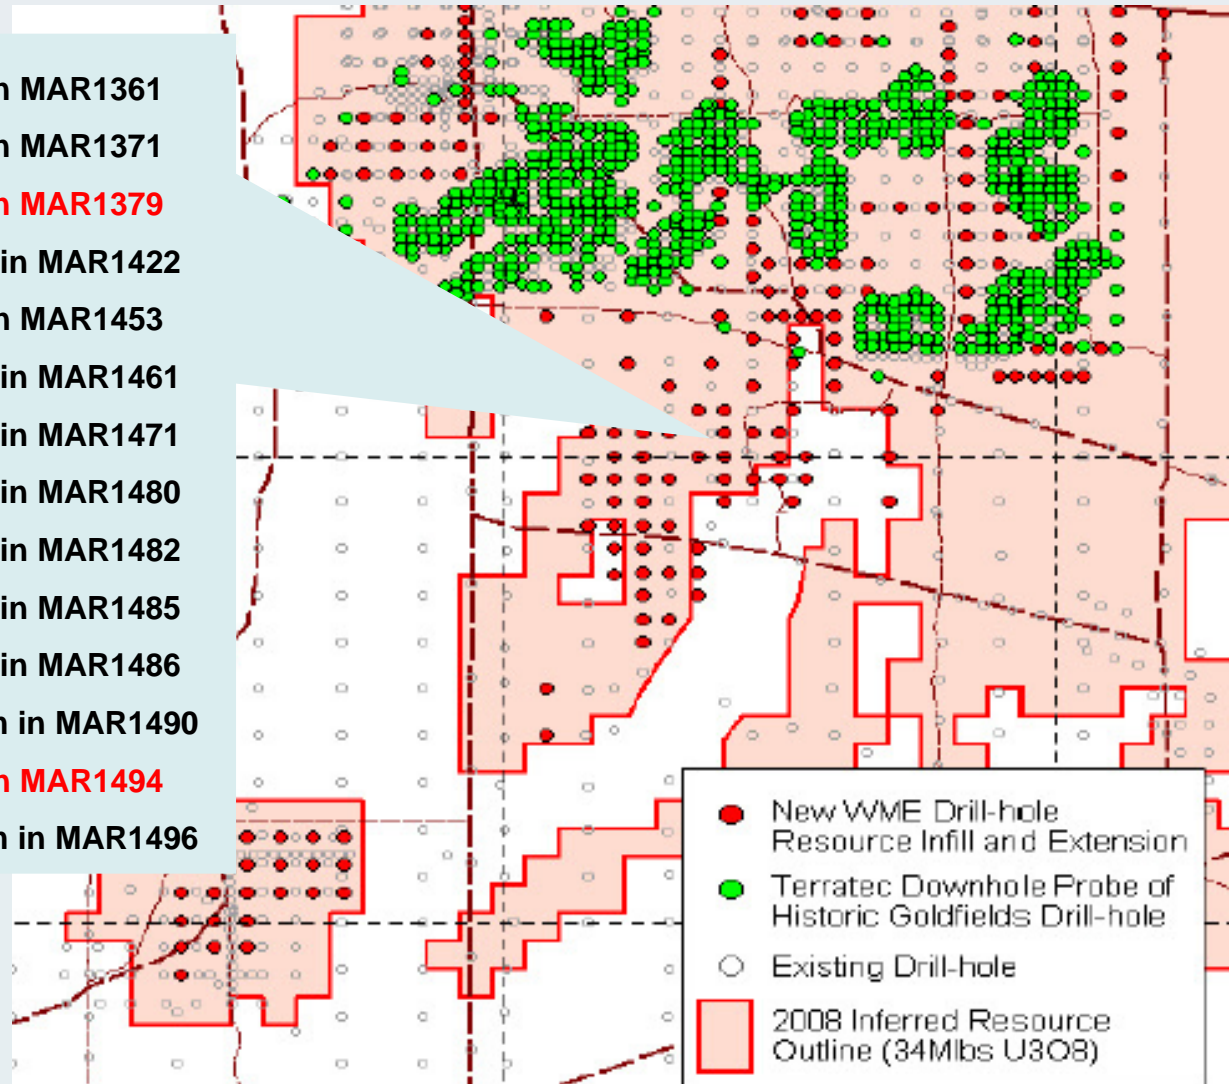 n MAR1361
n MAR1371
n MAR1379
in MAR1422
n MAR1453
in MAR1461
in MAR1471
in MAR1480
in MAR1482
in MAR1485
in MAR1486
n in MAR1490
n MAR1494
n in MAR1496
New WME Drill-hole
Resource Infill and Extension
Terratec Downhole Probe of
Historic Goldfields Drill-hole
Existing Drill-hole
2008 Inferred Resource
Outline (34Mlbs U3O8)